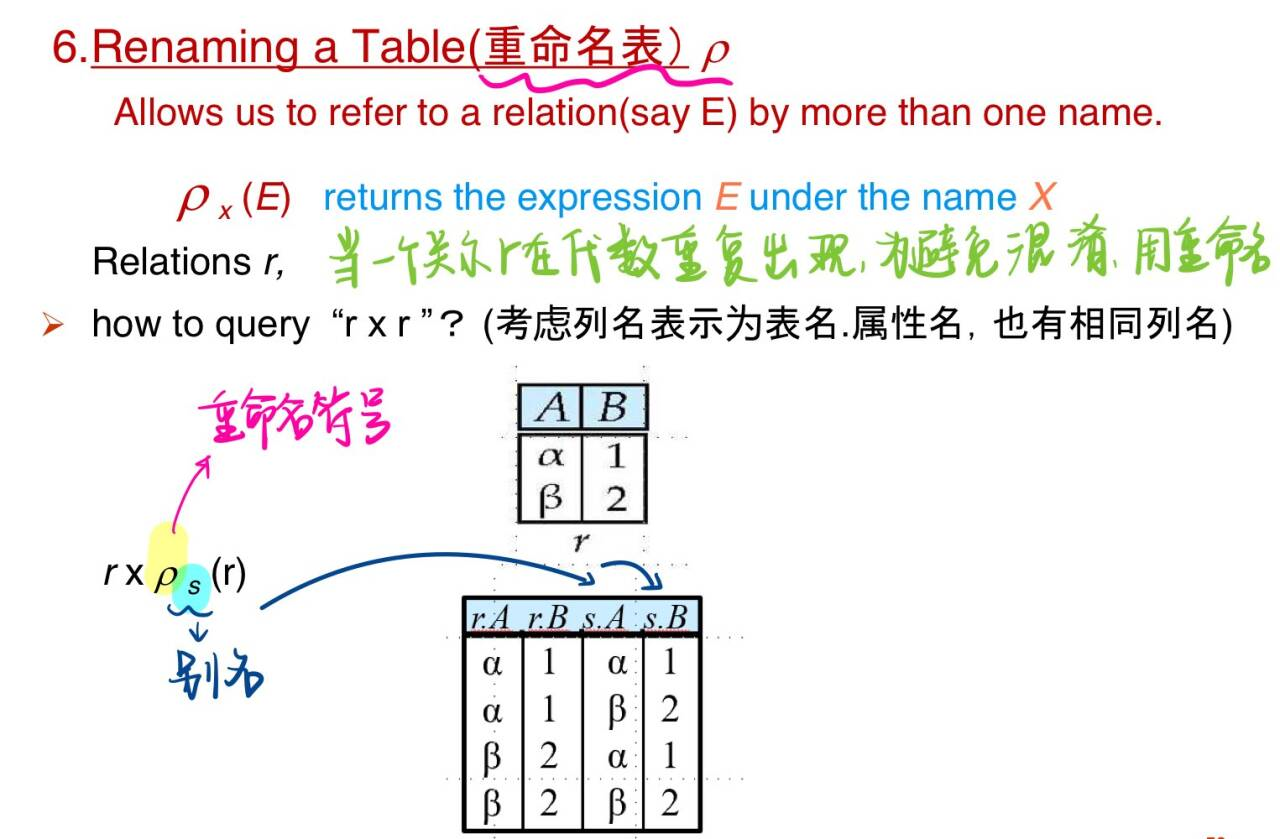 6.Renaming a Table(重命名表) ρ
Allows us to refer to a relation(say E) by more than one name.
ρ x (E) returns the expression E under the name X
Relations r, 当一个关系r在代数重复出现,为避免混淆、用重命名
➢ how to query “r x r ”? (考虑列名表示为表名.属性名, 也有相同列名)
重命名符号
A B
α 1
β 2
r
r x ρ s (r)
别名
r.A r.B s.A s.B
α 1 α 1
α 1 β 2
β 2 α 1
β 2 β 2